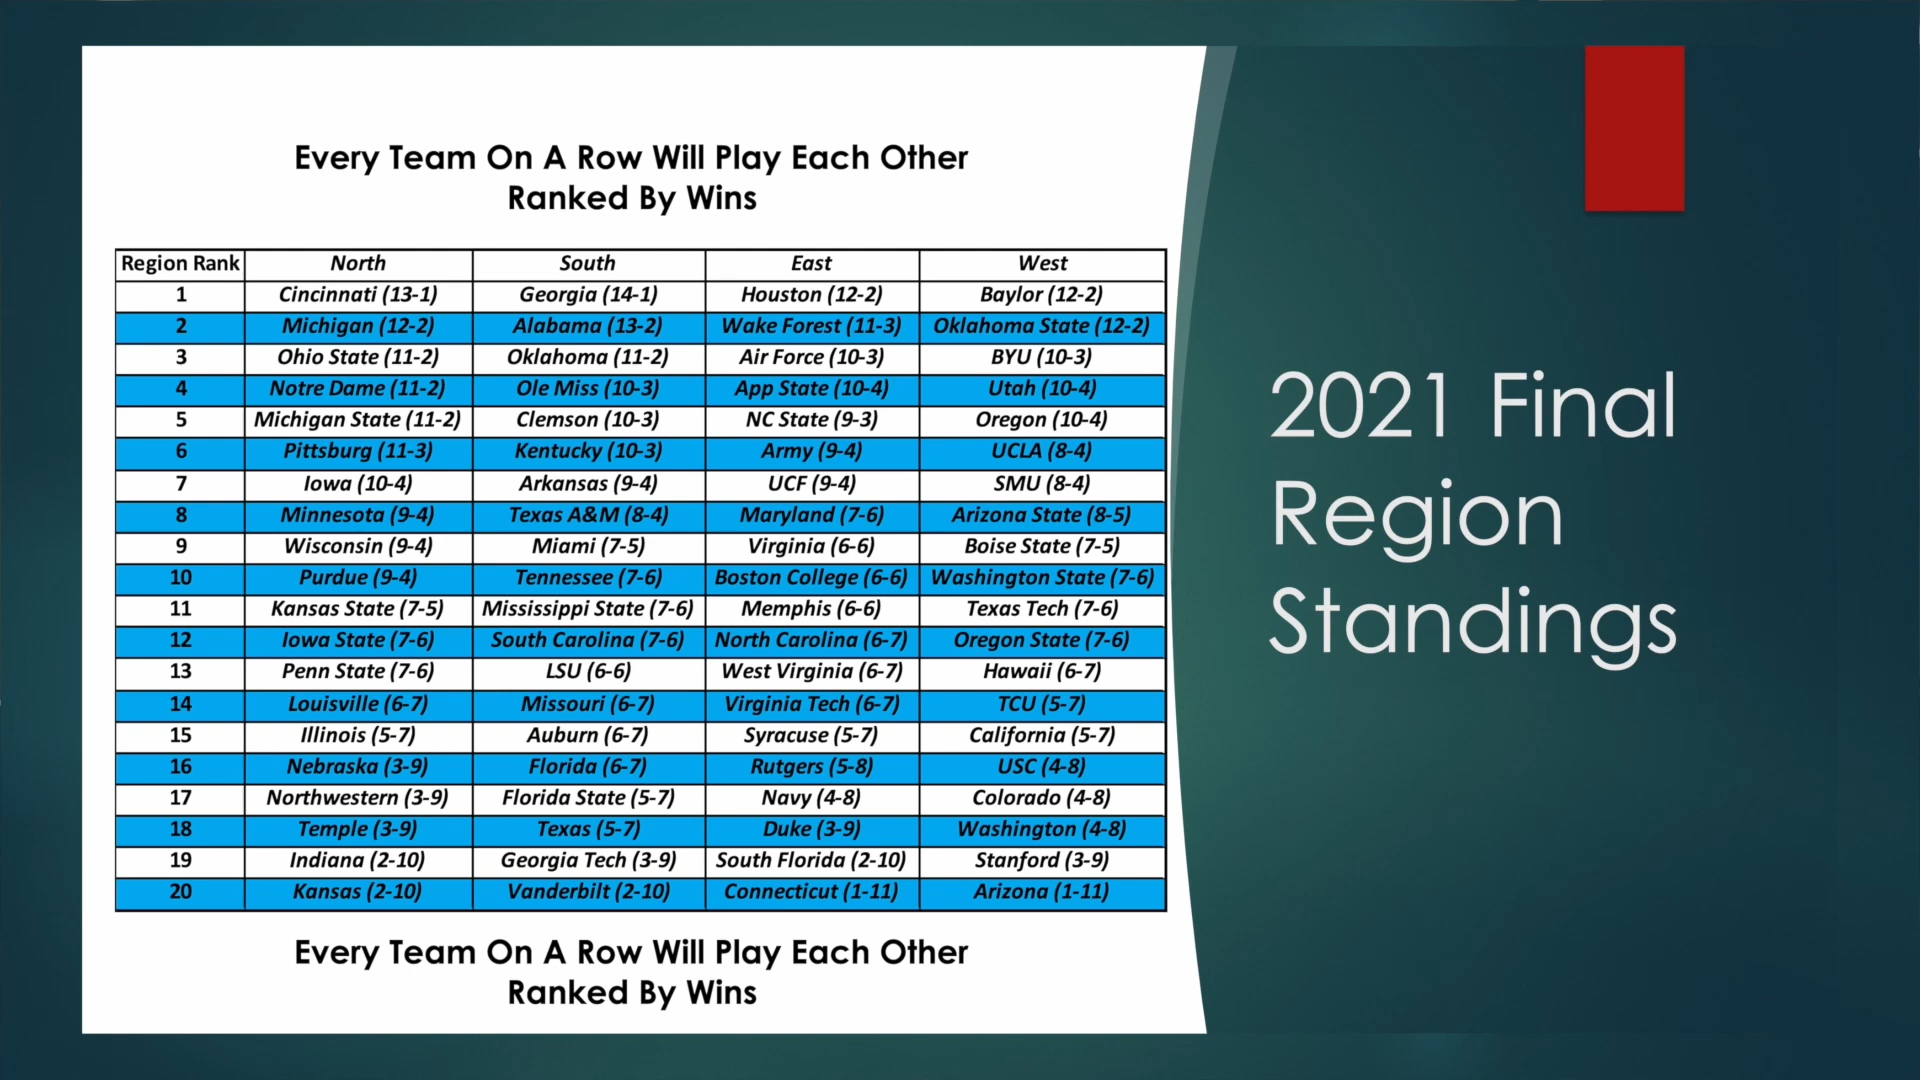 Every Team On A Row Will Play Each Other
Ranked By Wins
Region Rank North South East West
1 Cincinnati (13-1) Georgia (14-1) Houston (12-2) Baylor (12-2)
2 Michigan (12-2) Alabama (13-2) Wake Forest (11-3) Oklahoma State (12-2)
3 Ohio State (11-2) Oklahoma (11-2) Air Force (10-3) BYU (10-3)
4 Notre Dame (11-2) Ole Miss (10-3) App State (10-4) Utah (10-4)
5 Michigan State (11-2) Clemson (10-3) NC State (9-3) Oregon (10-4)
6 Pittsburg (11-3) Kentucky (10-3) Army (9-4) UCLA (8-4)
7 Iowa (10-4) Arkansas (9-4) UCF (9-4) SMU (8-4)
8 Minnesota (9-4) Texas A&M (8-4) Maryland (7-6) Arizona State (8-5)
9 Wisconsin (9-4) Miami (7-5) Virginia (6-6) Boise State (7-5)
10 Purdue (9-4) Tennessee (7-6) Boston College (6-6) Washington State (7-6)
11 Kansas State (7-5) Mississippi State (7-6) Memphis (6-6) Texas Tech (7-6)
12 Iowa State (7-6) South Carolina (7-6) North Carolina (6-7) Oregon State (7-6)
13 Penn State (7-6) LSU (6-6) West Virginia (6-7) Hawaii (6-7)
14 Louisville (6-7) Missouri (6-7) Virginia Tech (6-7) TCU (5-7)
15 Illinois (5-7) Auburn (6-7) Syracuse (5-7) California (5-7)
16 Nebraska (3-9) Florida (6-7) Rutgers (5-8) USC (4-8)
17 Northwestern (3-9) Florida State (5-7) Navy (4-8) Colorado (4-8)
18 Temple (3-9) Texas (5-7) Duke (3-9) Washington (4-8)
19 Indiana (2-10) Georgia Tech (3-9) South Florida (2-10) Stanford (3-9)
20 Kansas (2-10) Vanderbilt (2-10) Connecticut (1-11) Arizona (1-11)
Every Team On A Row Will Play Each Other
Ranked By Wins
2021 Final
Region
Standings